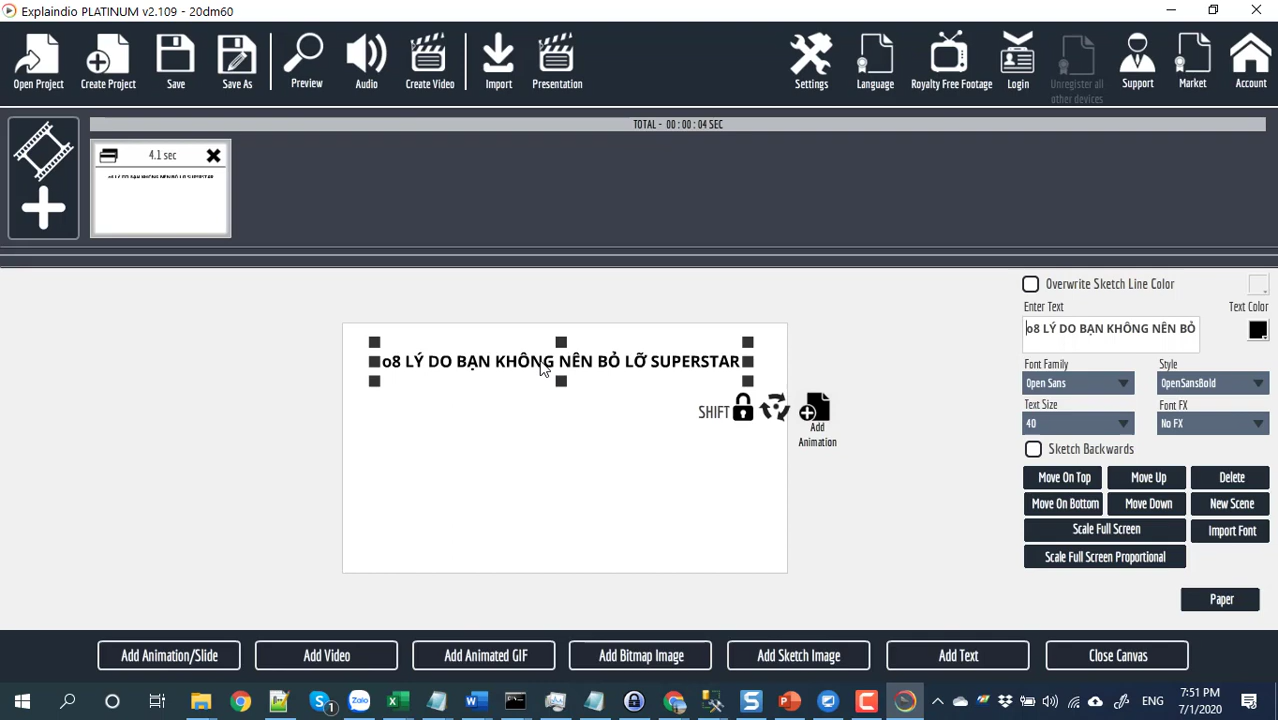 Explaindio PLATINUM v2.109 - 20dm60
Open Project
Create Project
Save
Save As
Preview
Audio
Create Video
Import
Presentation
Settings
Language
Royalty Free Footage
Login
Unregister all
other devices
Support
Market
Account
TOTAL - 00 : 00 : 04 SEC
4.1 sec
o8 LÝ DO BẠN KHÔNG NÊN BỎ LỠ SUPERSTAR
SHIFT
Add
Animation
Overwrite Sketch Line Color
Enter Text
Text Color
o8 LÝ DO BẠN KHÔNG NÊN BỎ
Font Family
Style
Open Sans
OpenSansBold
Text Size
Font FX
40
No FX
Sketch Backwards
Move On Top
Move Up
Delete
Move On Bottom
Move Down
New Scene
Scale Full Screen
Import Font
Scale Full Screen Proportional
Paper
Add Animation/Slide
Add Video
Add Animated GIF
Add Bitmap Image
Add Sketch Image
Add Text
Close Canvas
ENG
7:51 PM
7/1/2020